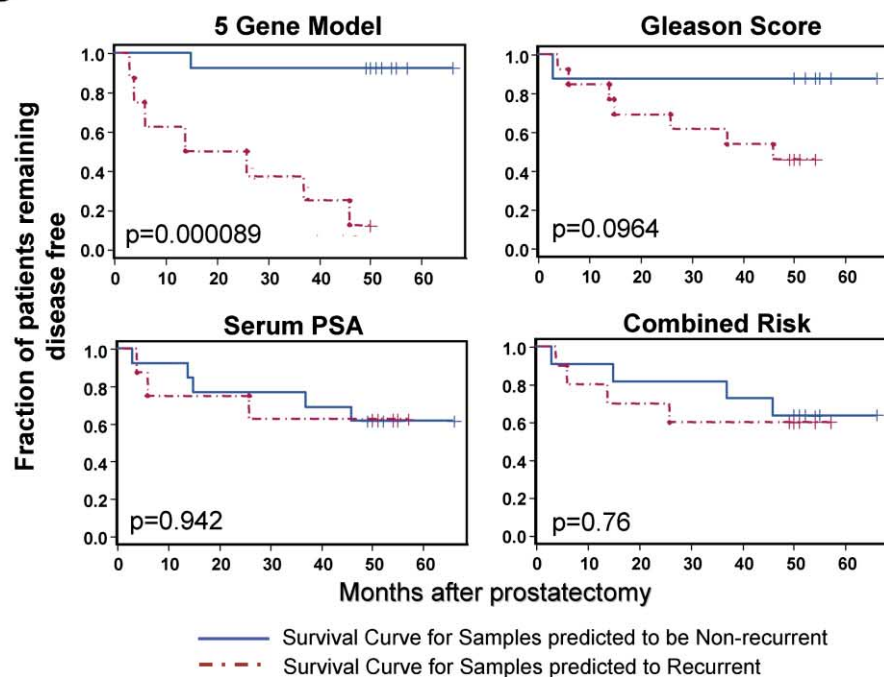 5 Gene Model
Gleason Score
Fraction of patients remaining
disease free
1.0
0.8
0.6
0.4
0.2
0.0
p=0.000089
0 10 20 30 40 50 60
1.0
0.8
0.6
0.4
0.2
0.0
p=0.0964
0 10 20 30 40 50 60
Serum PSA
Combined Risk
1.0
0.8
0.6
0.4
0.2
0.0
p=0.942
0 10 20 30 40 50 60
1.0
0.8
0.6
0.4
0.2
0.0
p=0.76
0 10 20 30 40 50 60
Months after prostatectomy
Survival Curve for Samples predicted to be Non-recurrent
Survival Curve for Samples predicted to Recurrent